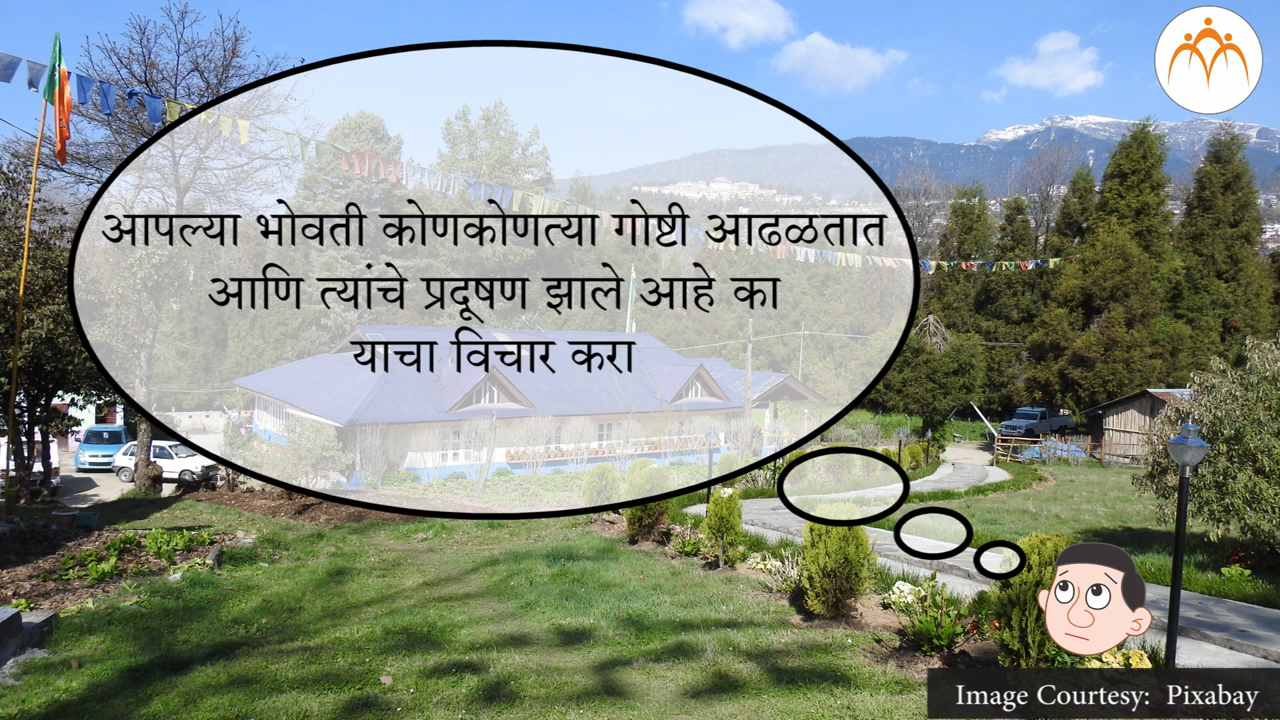 आपल्या भोवती कोणकोणत्या गोष्टी आढळतात
आणि त्यांचे प्रदूषण झाले आहे का
याचा विचार करा
Image Courtesy: Pixabay